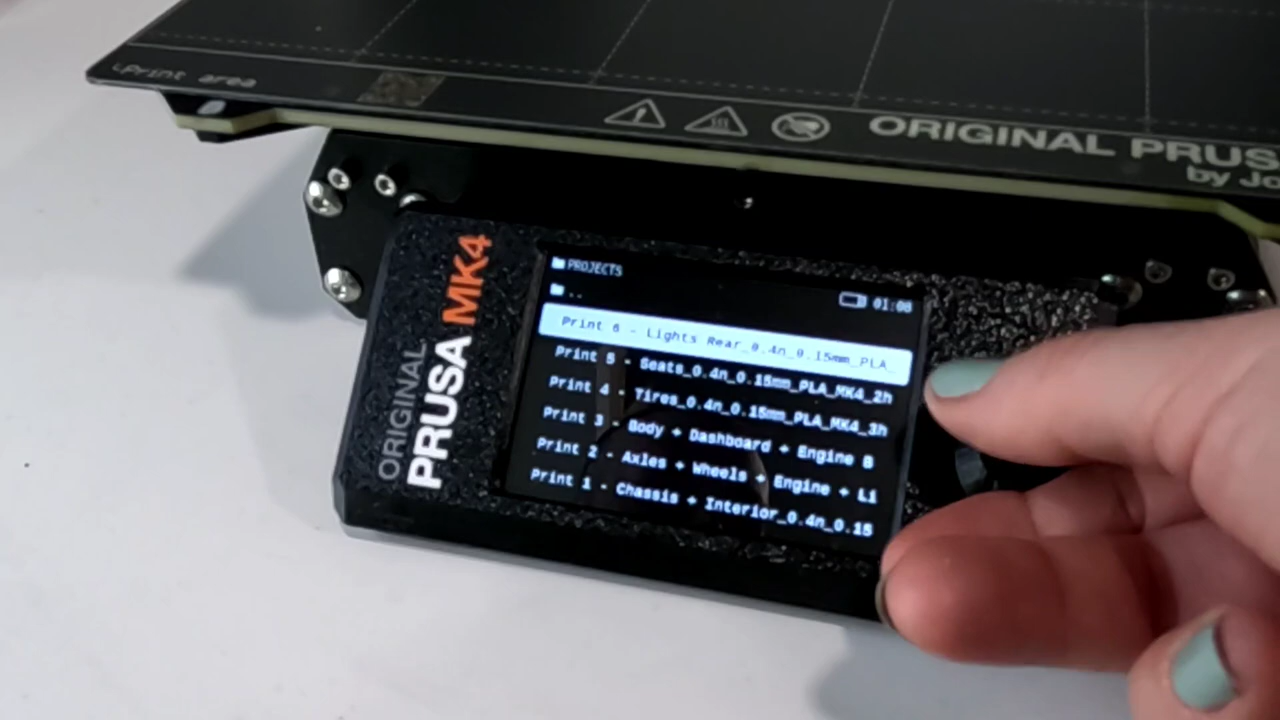 Print area
ORIGINAL PRUS
by Jo
ORIGINAL
PRUSA MK4
PROJECTS
01:08
..
Print 6 - Lights Rear_0.4n_0.15mm_PLA_
Print 5 - Seats_0.4n_0.15mm_PLA_MK4_2h
Print 4 - Tires_0.4n_0.15mm_PLA_MK4_3h
Print 3 - Body + Dashboard + Engine B
Print 2 - Axles + Wheels + Engine + Li
Print 1 - Chassis + Interior_0.4n_0.15